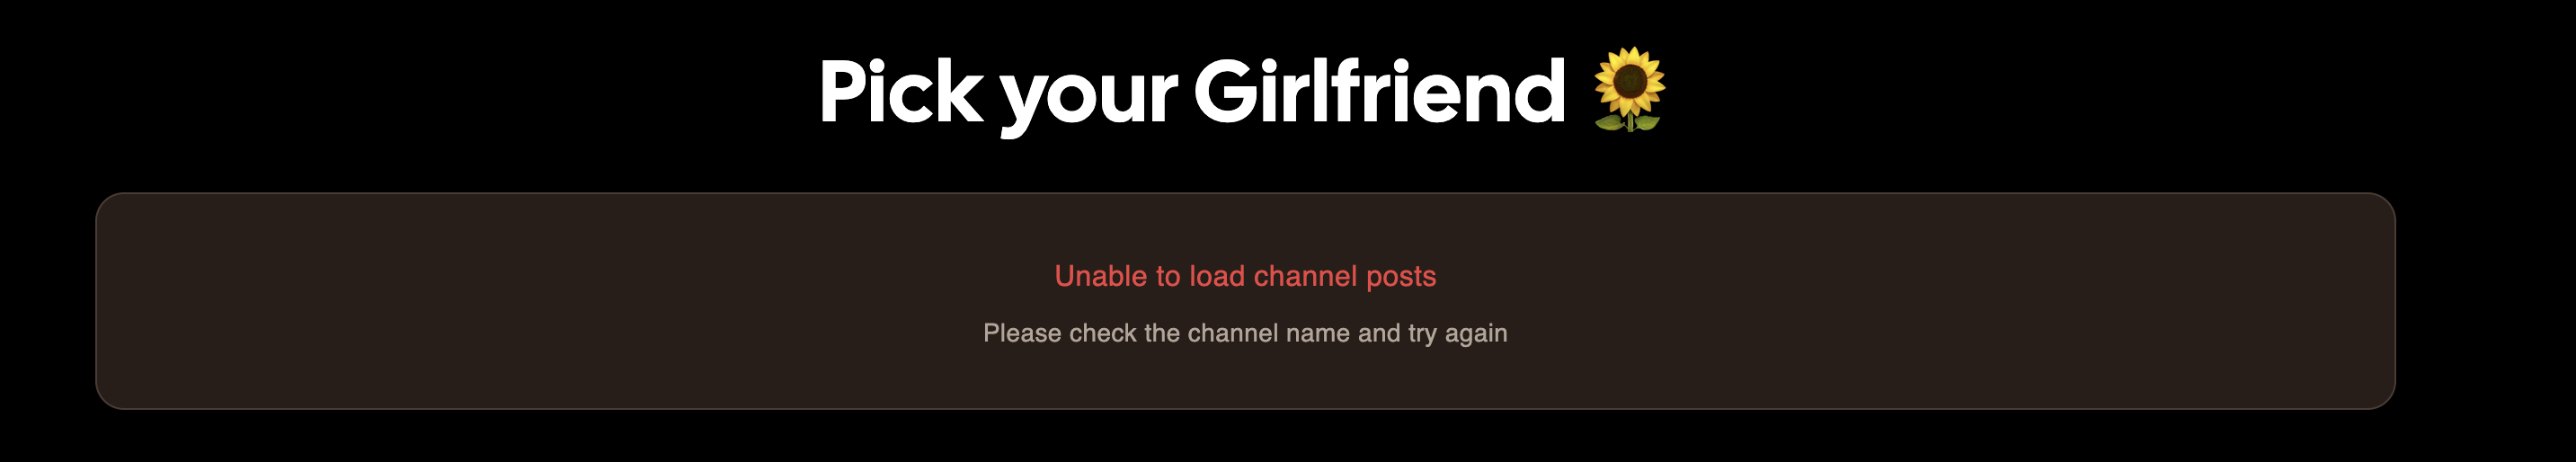 Pick your Girlfriend 🌻
Unable to load channel posts
Please check the channel name and try again